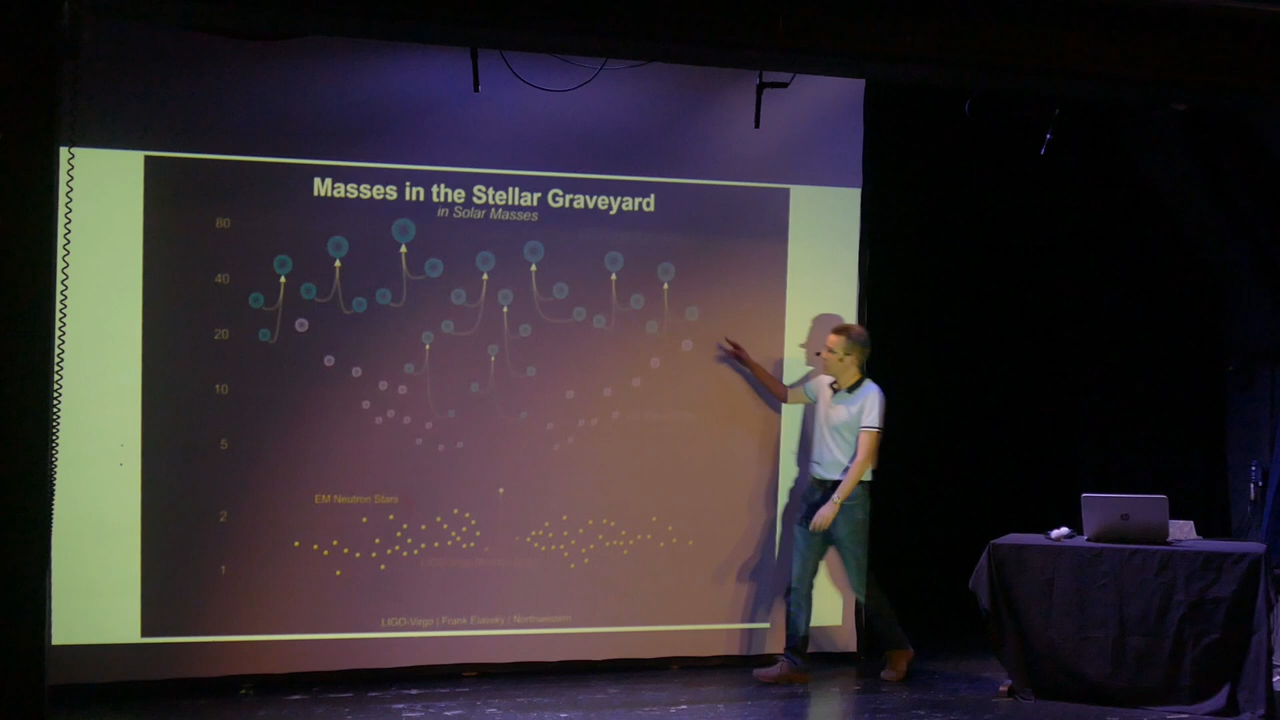 Masses in the Stellar Graveyard
in Solar Masses
80
40
20
10
5
EM Neutron Stars
2
1
LIGO-Virgo | Frank Elavsky | Northwestern
hp